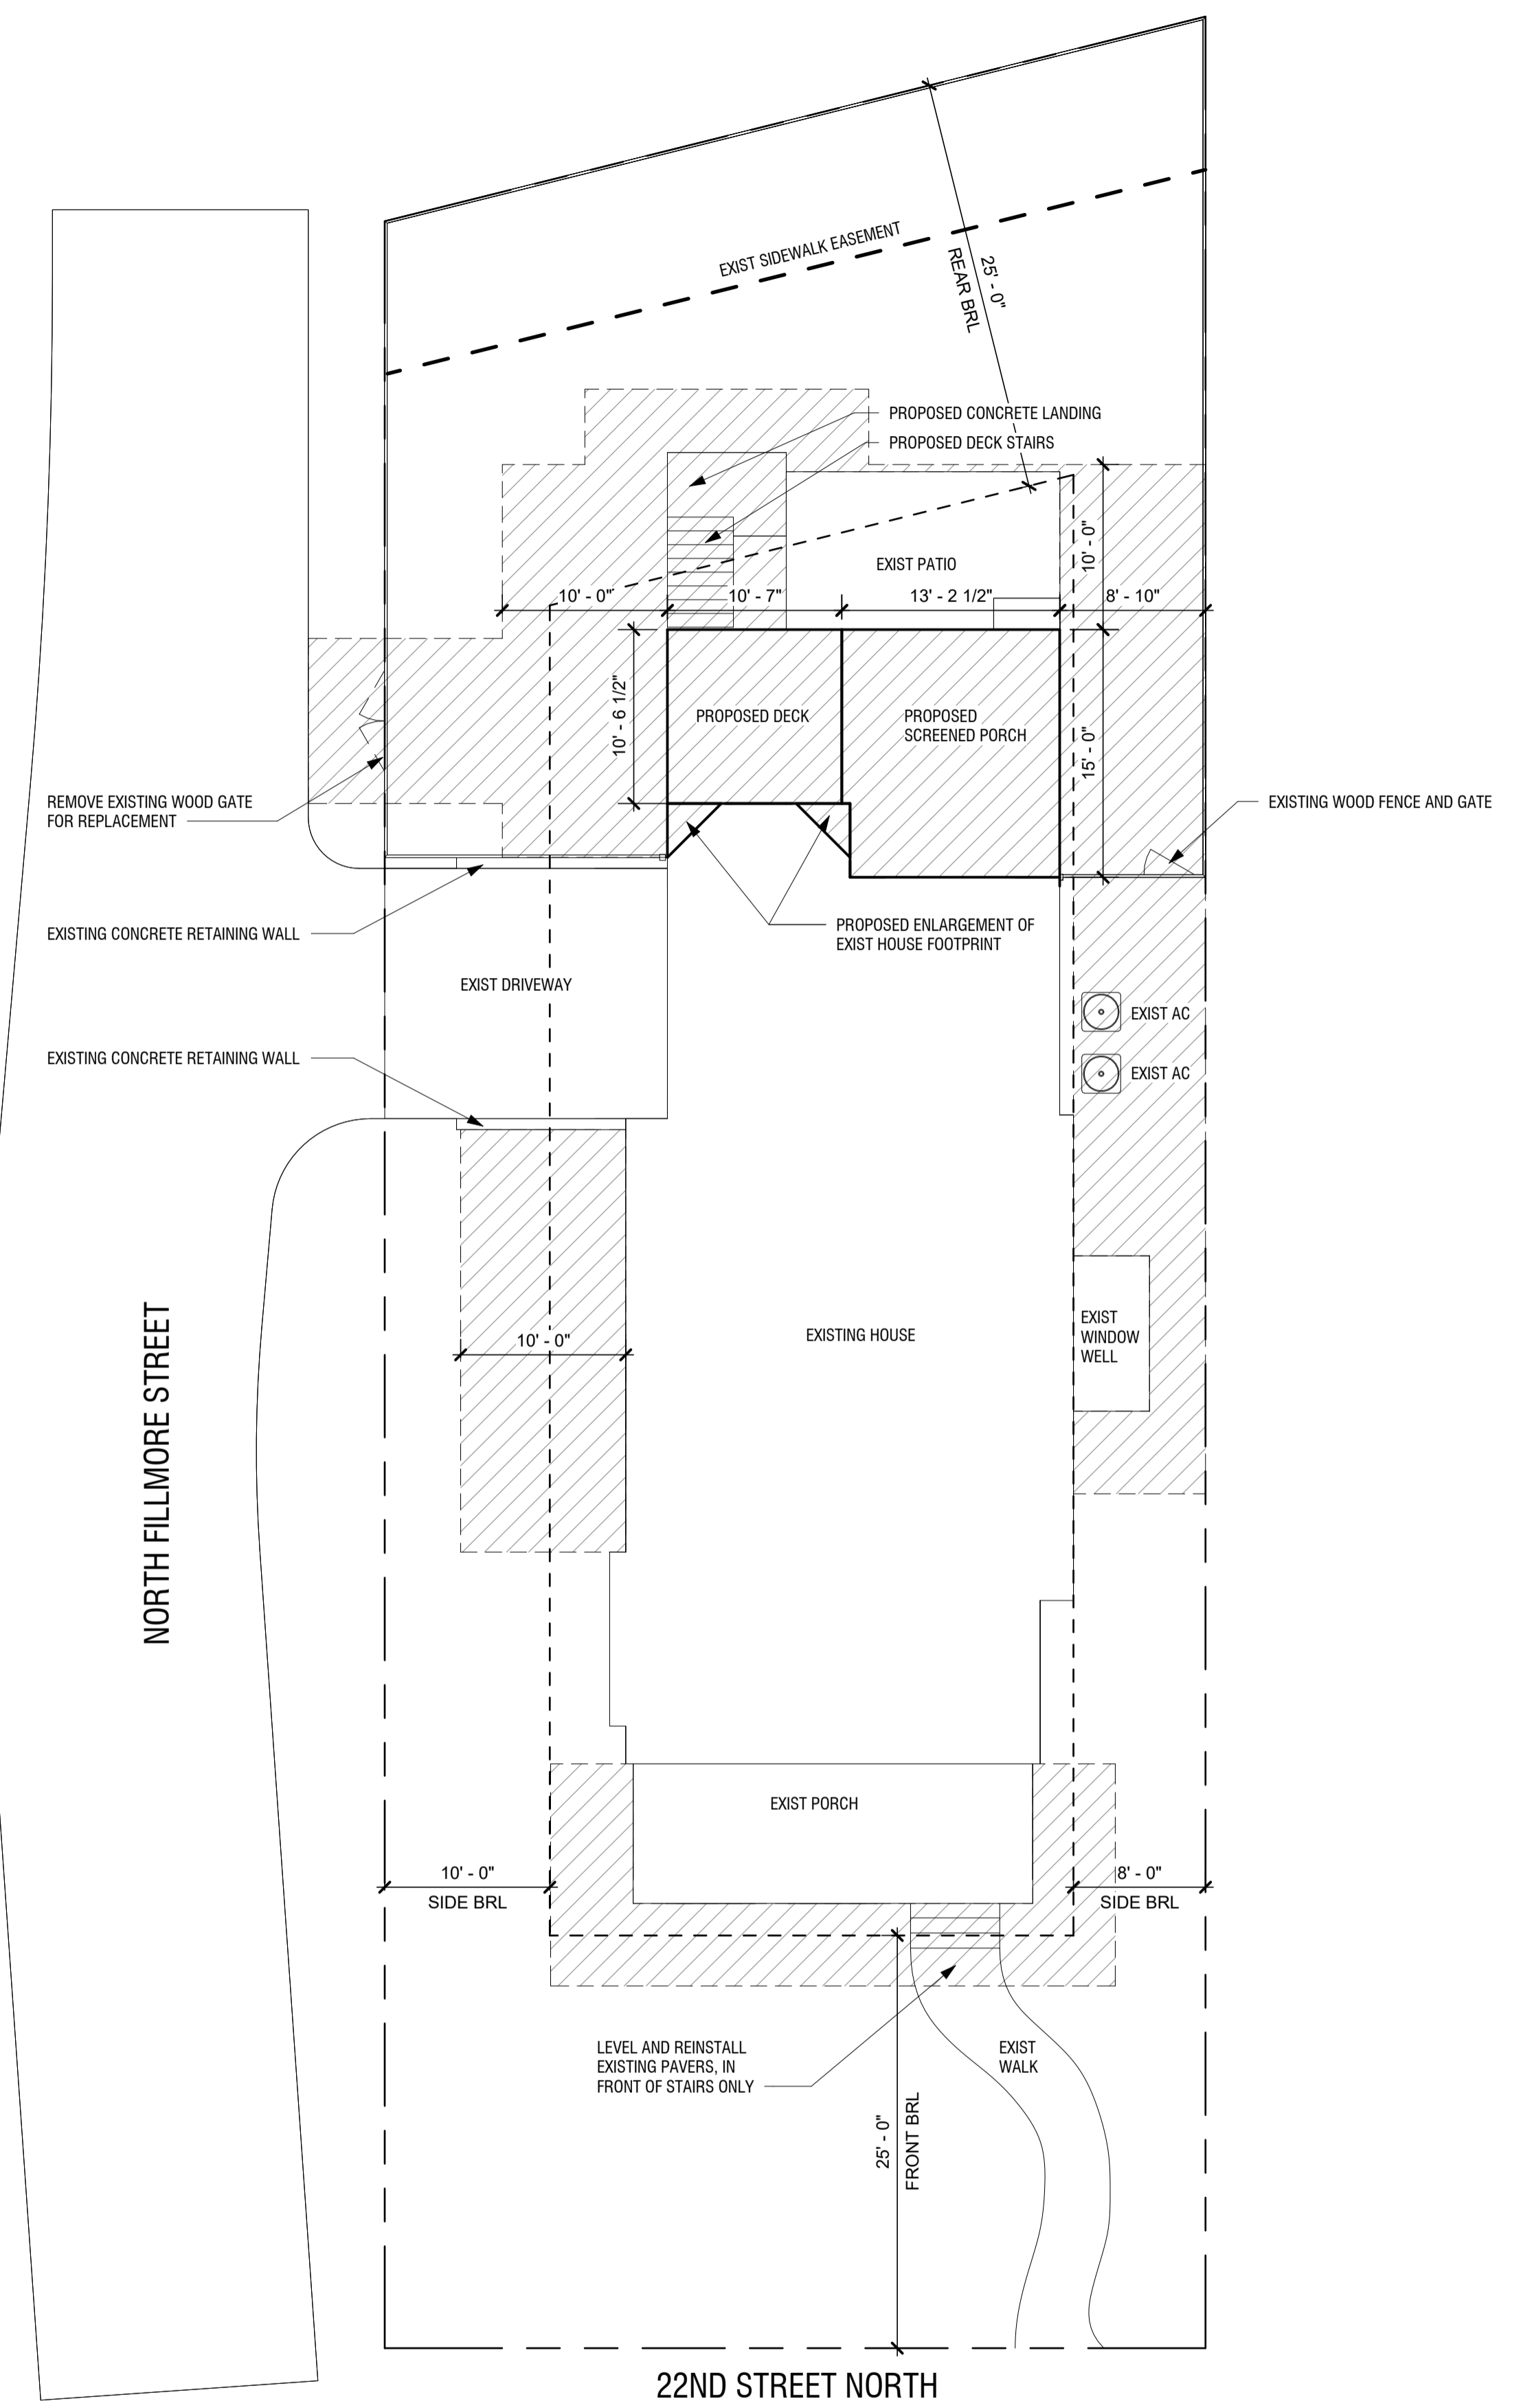 EXIST SIDEWALK EASEMENT
25' - 0"
REAR BRL
PROPOSED CONCRETE LANDING
PROPOSED DECK STAIRS
10' - 0"
EXIST PATIO
10' - 0"
10' - 7"
13' - 2 1/2"
8' - 10"
10' - 6 1/2"
PROPOSED DECK
PROPOSED
SCREENED PORCH
15' - 0"
REMOVE EXISTING WOOD GATE
FOR REPLACEMENT
EXISTING WOOD FENCE AND GATE
EXISTING CONCRETE RETAINING WALL
PROPOSED ENLARGEMENT OF
EXIST HOUSE FOOTPRINT
EXIST DRIVEWAY
EXIST AC
EXISTING CONCRETE RETAINING WALL
EXIST AC
NORTH FILLMORE STREET
10' - 0"
EXISTING HOUSE
EXIST
WINDOW
WELL
EXIST PORCH
10' - 0"
SIDE BRL
8' - 0"
SIDE BRL
LEVEL AND REINSTALL
EXISTING PAVERS, IN
FRONT OF STAIRS ONLY
EXIST
WALK
25' - 0"
FRONT BRL
22ND STREET NORTH